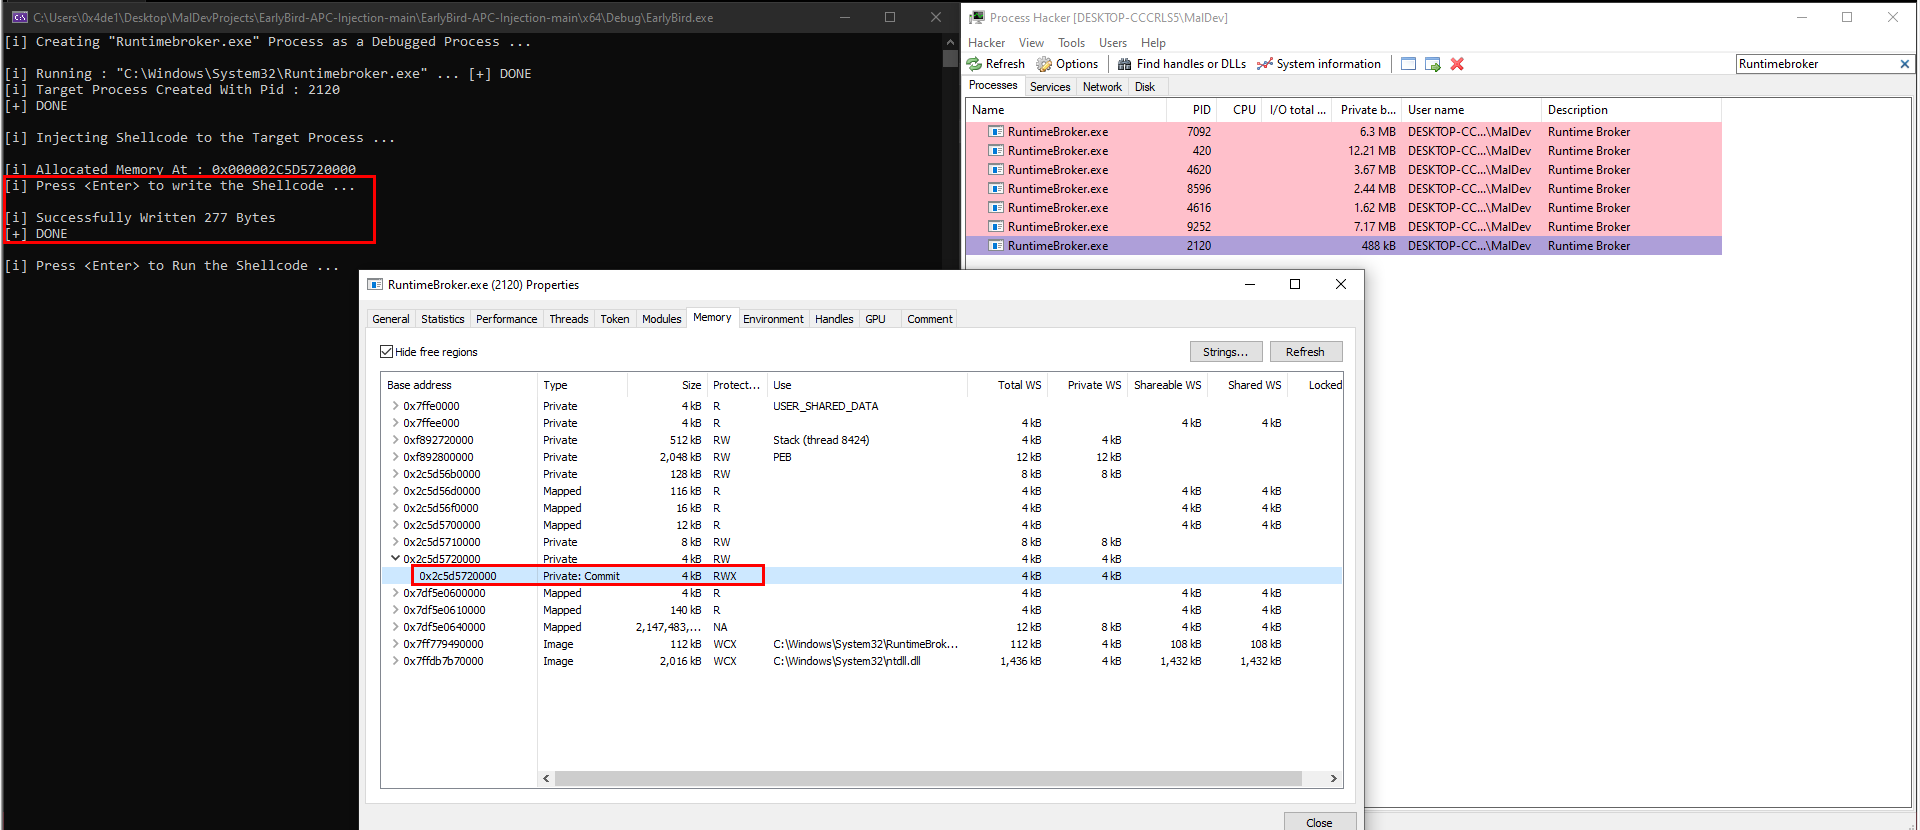 C:\Users\0x4de1\Desktop\MalDevProjects\EarlyBird-APC-Injection-main\EarlyBird-APC-Injection-main\x64\Debug\EarlyBird.exe
[i] Creating "Runtimebroker.exe" Process as a Debugged Process ...
[i] Running : "C:\Windows\System32\Runtimebroker.exe" ... [+] DONE
[i] Target Process Created With Pid : 2120
[+] DONE
[i] Injecting Shellcode to the Target Process ...
[i] Allocated Memory At : 0x000002C5D5720000
[i] Press <Enter> to write the Shellcode ...
[i] Successfully Written 277 Bytes
[+] DONE
[i] Press <Enter> to Run the Shellcode ...
Process Hacker [DESKTOP-CCCRLS5\MalDev]
Hacker View Tools Users Help
Refresh Options Find handles or DLLs System information Runtimebroker
Processes Services Network Disk
Name PID CPU I/O total ... Private b... User name Description
RuntimeBroker.exe 7092 6.3 MB DESKTOP-CC...\MalDev Runtime Broker
RuntimeBroker.exe 420 12.21 MB DESKTOP-CC...\MalDev Runtime Broker
RuntimeBroker.exe 4620 3.67 MB DESKTOP-CC...\MalDev Runtime Broker
RuntimeBroker.exe 8596 2.44 MB DESKTOP-CC...\MalDev Runtime Broker
RuntimeBroker.exe 4616 1.62 MB DESKTOP-CC...\MalDev Runtime Broker
RuntimeBroker.exe 9252 7.17 MB DESKTOP-CC...\MalDev Runtime Broker
RuntimeBroker.exe 2120 488 kB DESKTOP-CC...\MalDev Runtime Broker
RuntimeBroker.exe (2120) Properties
General Statistics Performance Threads Token Modules Memory Environment Handles GPU Comment
Hide free regions Strings... Refresh
Base address Type Size Protect... Use Total WS Private WS Shareable WS Shared WS Locked
0x7ffe0000 Private 4 kB R USER_SHARED_DATA
0x7ffee000 Private 4 kB R 4 kB 4 kB 4 kB
0xf892720000 Private 512 kB RW Stack (thread 8424) 4 kB 4 kB
0xf892800000 Private 2,048 kB RW PEB 12 kB 12 kB
0x2c5d56b0000 Private 128 kB RW 8 kB 8 kB
0x2c5d56d0000 Mapped 116 kB R 4 kB 4 kB 4 kB
0x2c5d56f0000 Mapped 16 kB R 4 kB 4 kB 4 kB
0x2c5d5700000 Mapped 12 kB R 4 kB 4 kB 4 kB
0x2c5d5710000 Private 8 kB RW 8 kB 8 kB
0x2c5d5720000 Private 4 kB RW 4 kB 4 kB
0x2c5d5720000 Private: Commit 4 kB RWX 4 kB 4 kB
0x7df5e0600000 Mapped 4 kB R 4 kB 4 kB 4 kB
0x7df5e0610000 Mapped 140 kB R 4 kB 4 kB 4 kB
0x7df5e0640000 Mapped 2,147,483,... NA 12 kB 8 kB 4 kB 4 kB
0x7ff779490000 Image 112 kB WCX C:\Windows\System32\RuntimeBrok... 112 kB 4 kB 108 kB 108 kB
0x7ffdb7b70000 Image 2,016 kB WCX C:\Windows\System32\ntdll.dll 1,436 kB 4 kB 1,432 kB 1,432 kB
Close